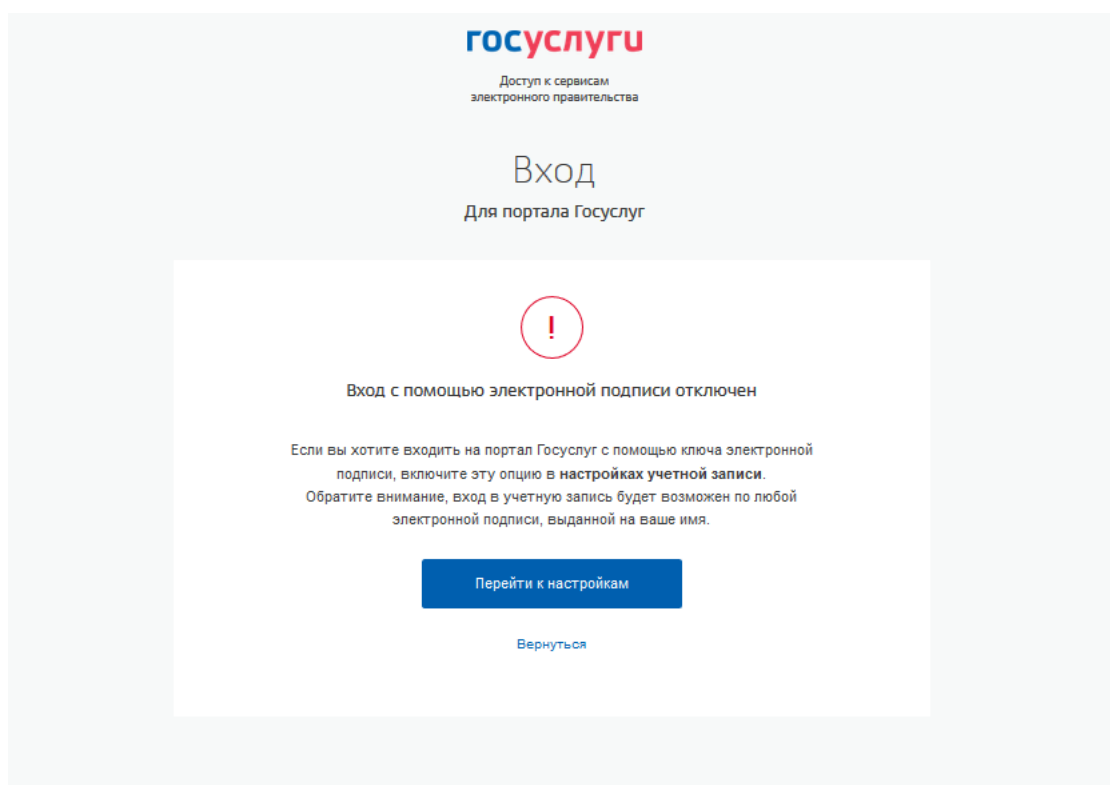 госуслуги
Доступ к сервисам
электронного правительства
Вход
Для портала Госуслуг
!
Вход с помощью электронной подписи отключен
Если вы хотите входить на портал Госуслуг с помощью ключа электронной
подписи, включите эту опцию в настройках учетной записи.
Обратите внимание, вход в учетную запись будет возможен по любой
электронной подписи, выданной на ваше имя.
Перейти к настройкам
Вернуться